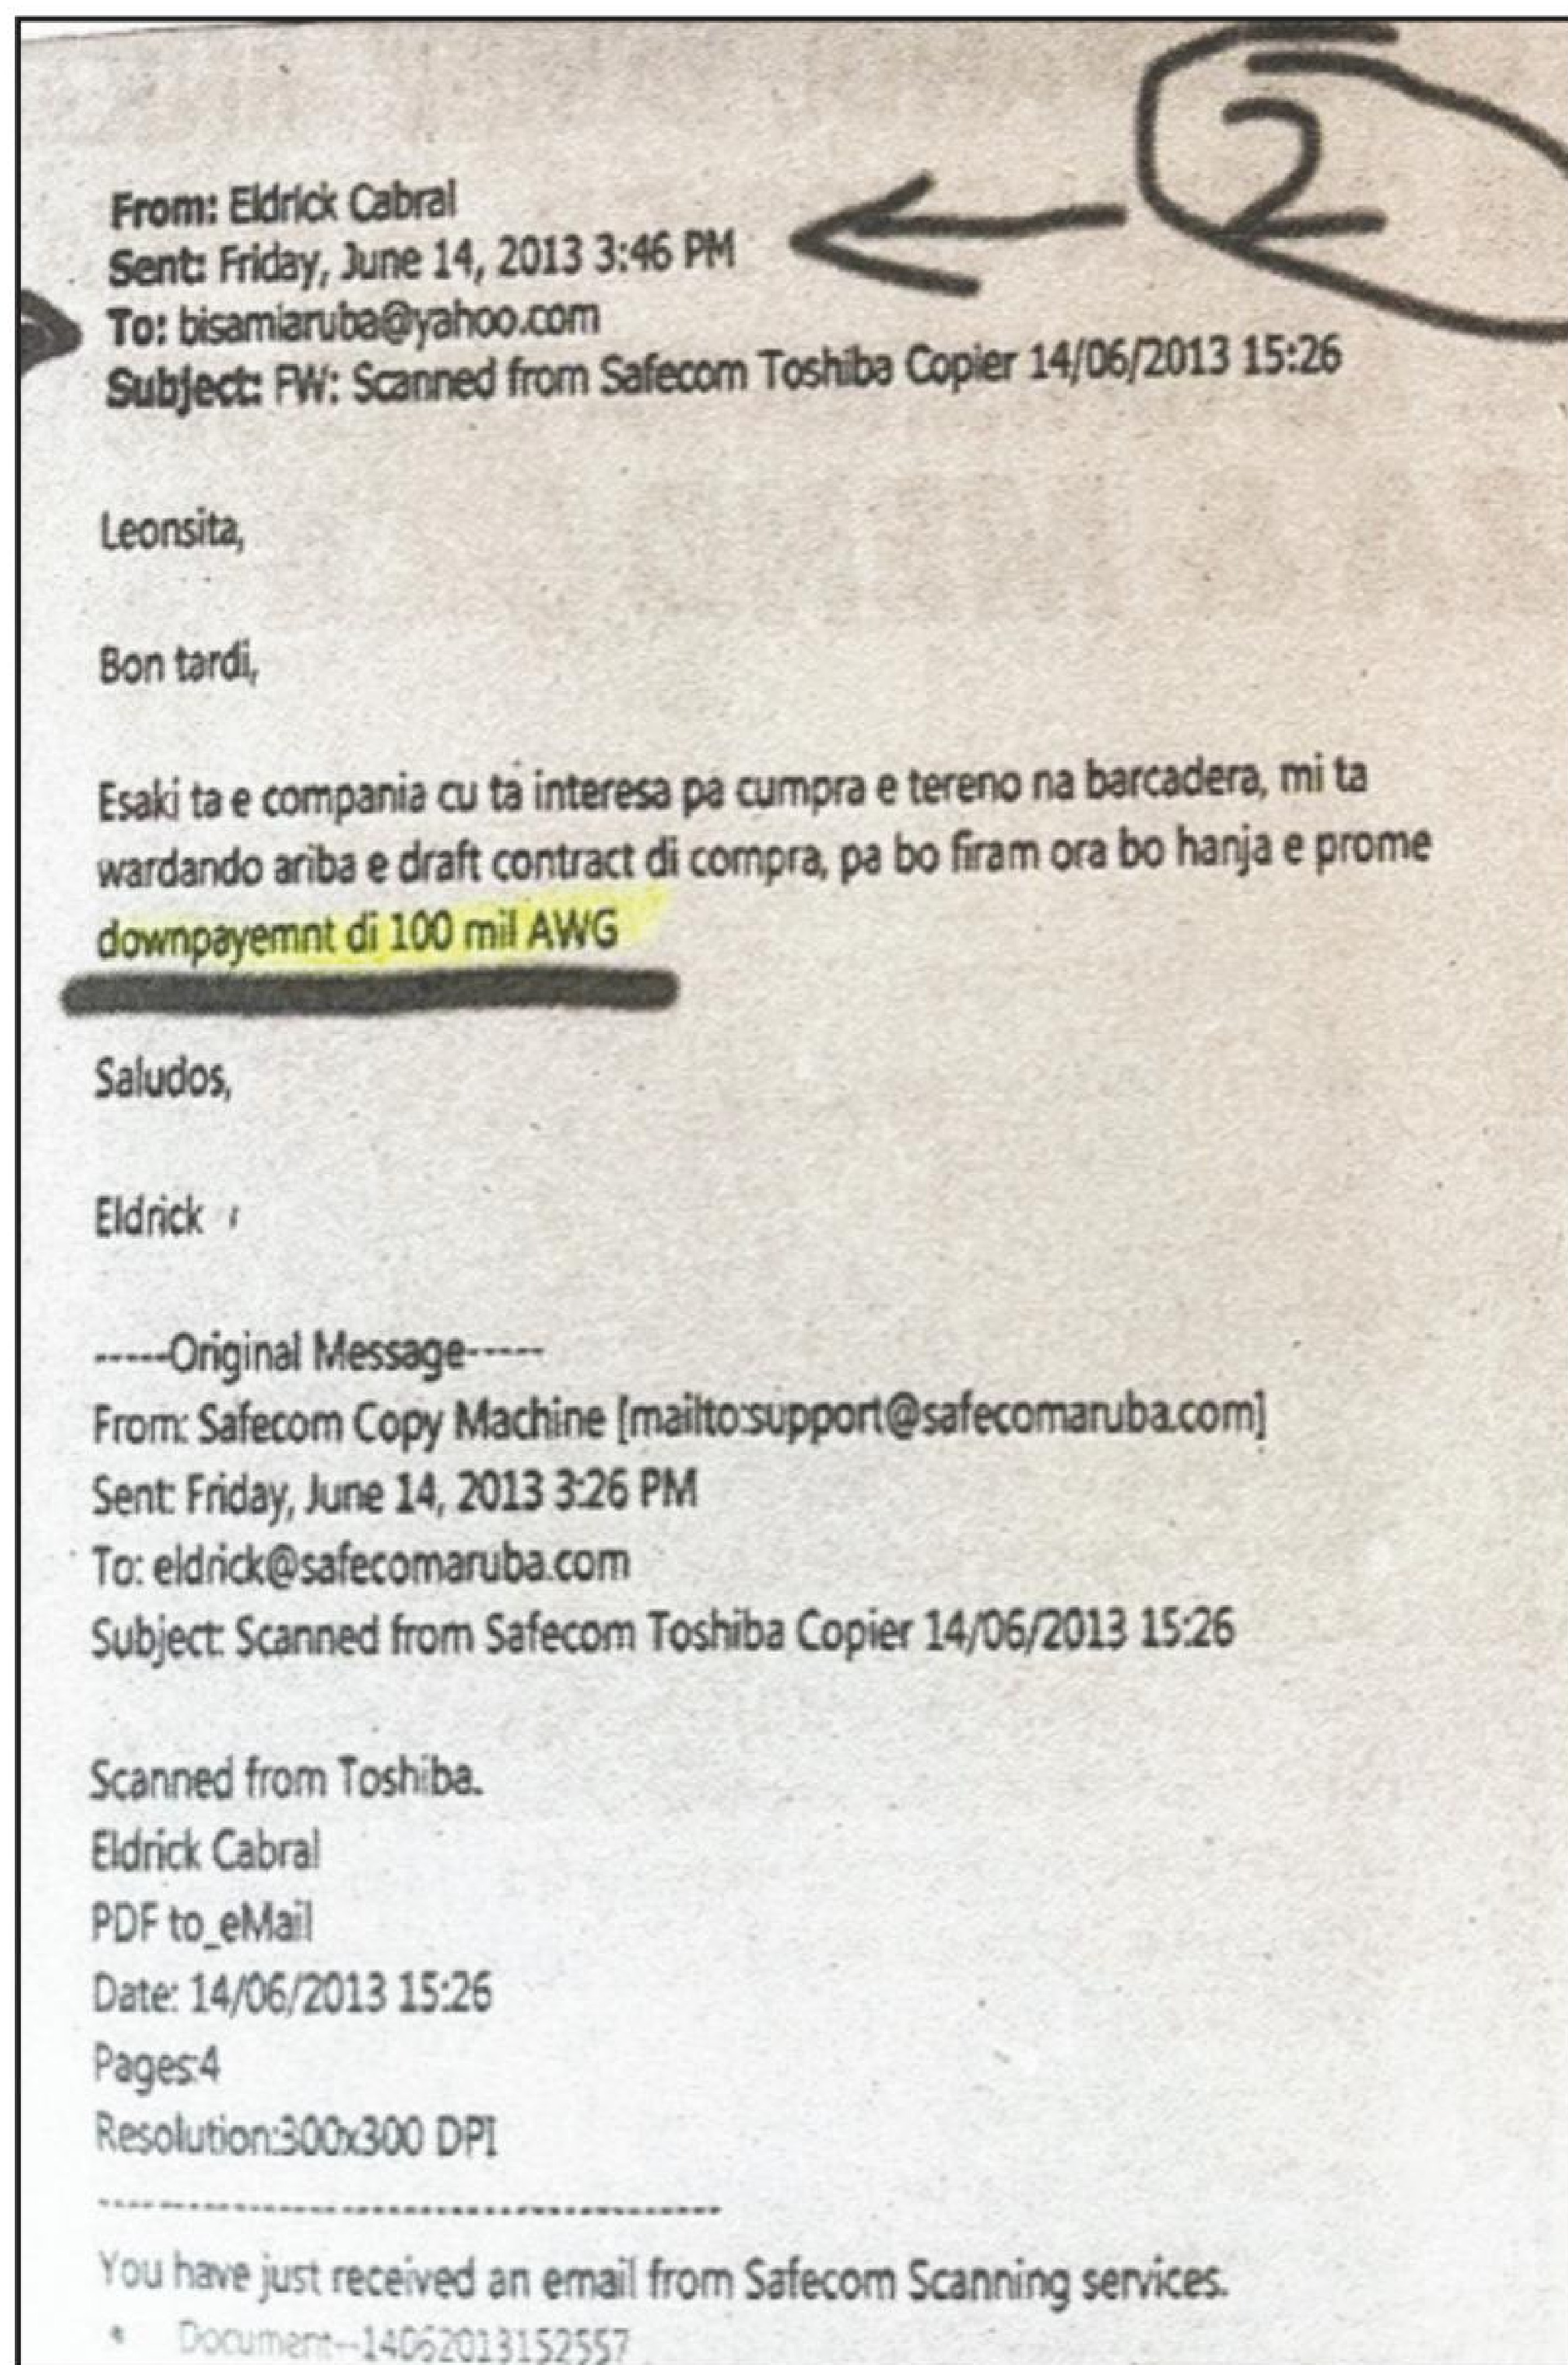 2
From: Eldrick Cabral
Sent: Friday, June 14, 2013 3:46 PM
To: bisamiaruba@yahoo.com
Subject: FW: Scanned from Safecom Toshiba Copier 14/06/2013 15:26
Leonsita,
Bon tardi,
Esaki ta e compania cu ta interesa pa cumpra e tereno na barcadera, mi ta
wardando ariba e draft contract di compra, pa bo firam ora bo hanja e prome
downpayemnt di 100 mil AWG
Saludos,
Eldrick
-----Original Message-----
From: Safecom Copy Machine [mailto:support@safecomaruba.com]
Sent: Friday, June 14, 2013 3:26 PM
To: eldrick@safecomaruba.com
Subject: Scanned from Safecom Toshiba Copier 14/06/2013 15:26
Scanned from Toshiba.
Eldrick Cabral
PDF to_eMail
Date: 14/06/2013 15:26
Pages:4
Resolution:300x300 DPI
--------------------------------------------
You have just received an email from Safecom Scanning services.
• Document--14062013152557